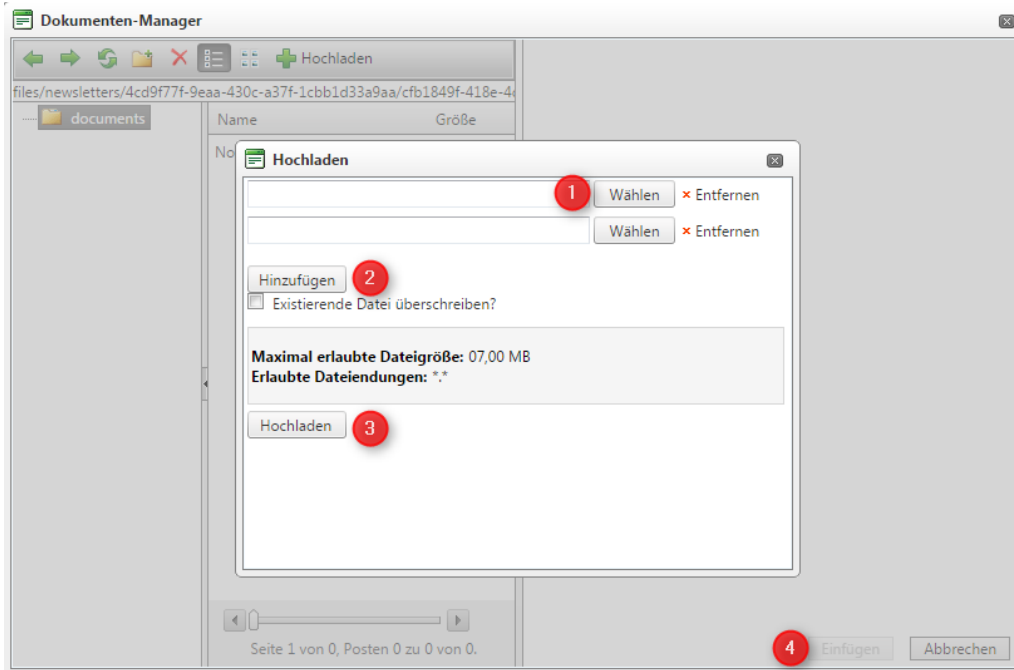 Dokumenten-Manager
Hochladen
files/newsletters/4cd9f77f-9eaa-430c-a37f-1cbb1d33a9aa/cfb1849f-418e-4
documents
Name Größe
No
Hochladen
1 Wählen × Entfernen
Wählen × Entfernen
Hinzufügen 2
Existierende Datei überschreiben?
Maximal erlaubte Dateigröße: 07,00 MB
Erlaubte Dateiendungen: *.*
Hochladen 3
Seite 1 von 0, Posten 0 zu 0 von 0.
4 Einfügen Abbrechen